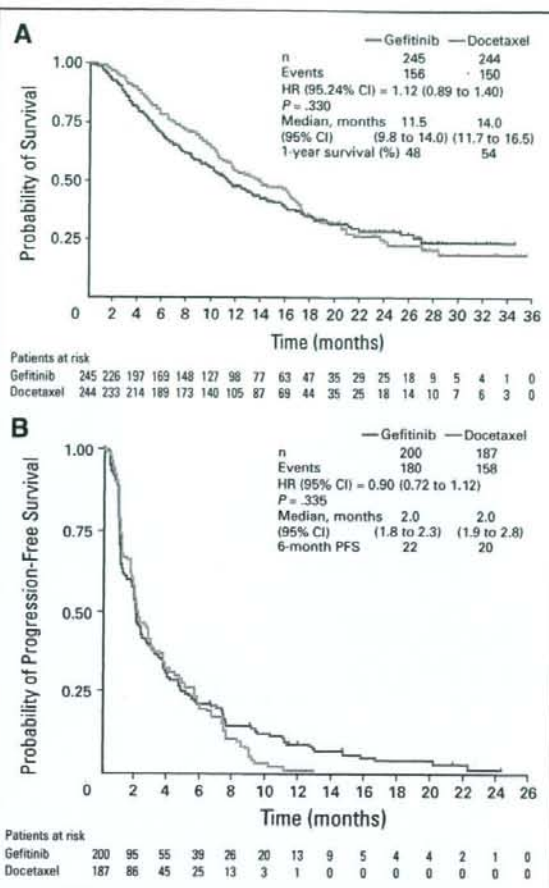 A
— Gefitinib — Docetaxel
n 245 244
Events 156 150
HR (95.24% CI) = 1.12 (0.89 to 1.40)
P = .330
Median, months 11.5 14.0
(95% CI) (9.8 to 14.0) (11.7 to 16.5)
1-year survival (%) 48 54
Probability of Survival
1.00
0.75
0.50
0.25
0 2 4 6 8 10 12 14 16 18 20 22 24 26 28 30 32 34 36
Time (months)
Patients at risk
Gefitinib 245 226 197 169 148 127 98 77 63 47 35 29 25 18 9 5 4 1 0
Docetaxel 244 233 214 189 173 140 105 87 69 44 35 25 18 14 10 7 6 3 0
B
— Gefitinib — Docetaxel
n 200 187
Events 180 158
HR (95% CI) = 0.90 (0.72 to 1.12)
P = .335
Median, months 2.0 2.0
(95% CI) (1.8 to 2.3) (1.9 to 2.8)
6-month PFS 22 20
Probability of Progression-Free Survival
1.00
0.75
0.50
0.25
0 2 4 6 8 10 12 14 16 18 20 22 24 26
Time (months)
Patients at risk
Gefitinib 200 95 55 39 26 20 13 9 5 4 4 2 1 0
Docetaxel 187 86 45 25 13 3 1 0 0 0 0 0 0 0